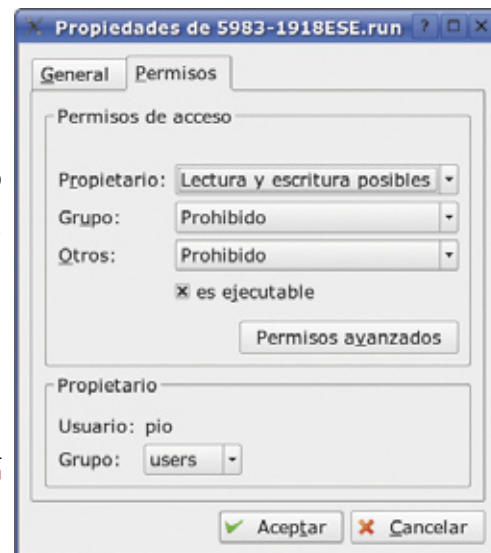 Propiedades de 5983-1918ESE.run
General Permisos
Permisos de acceso
Propietario: Lectura y escritura posibles
Grupo: Prohibido
Otros: Prohibido
es ejecutable
Permisos avanzados
Propietario
Usuario: pio
Grupo: users
Aceptar Cancelar